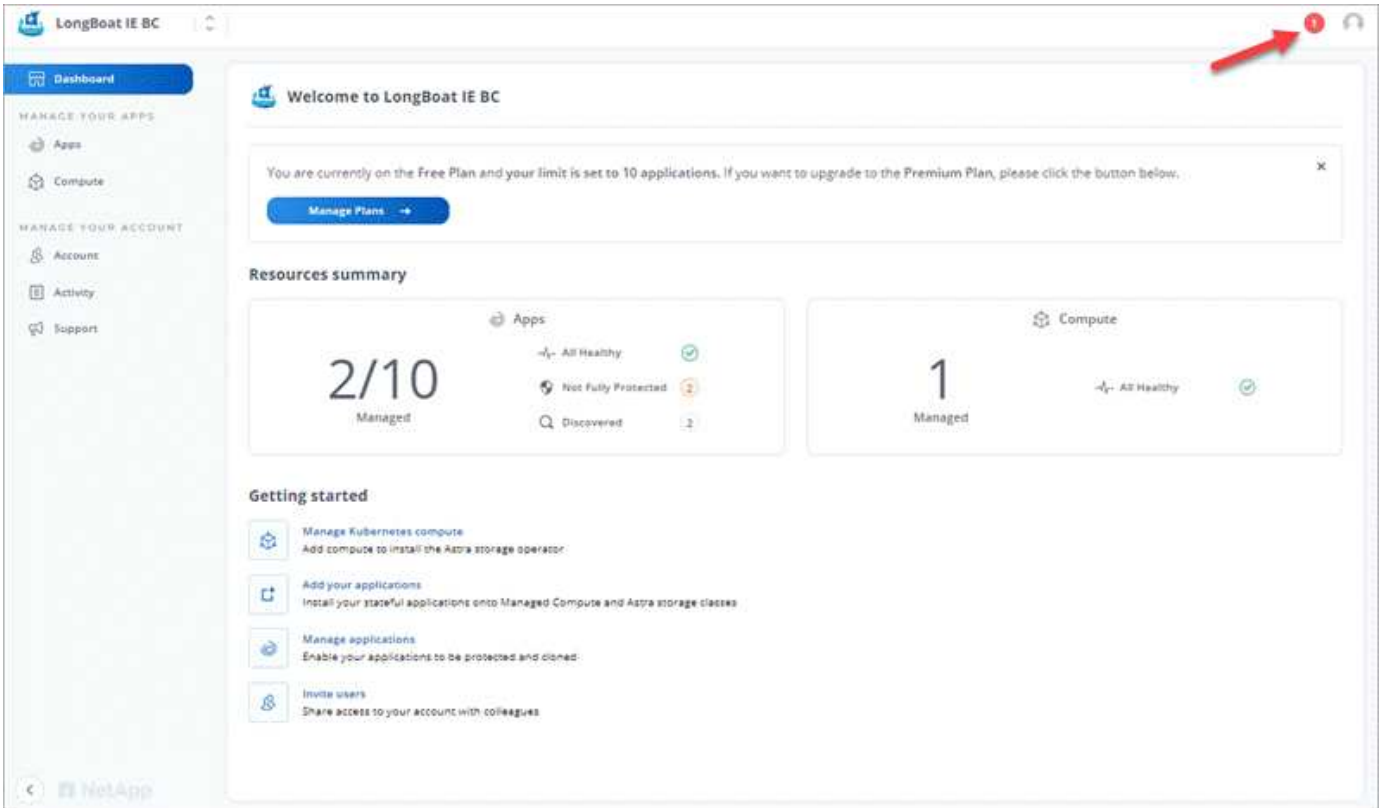 LongBoat IE BC
1
Dashboard
MANAGE YOUR APPS
Apps
Compute
MANAGE YOUR ACCOUNT
Account
Activity
Support
NetApp
Welcome to LongBoat IE BC
You are currently on the Free Plan and your limit is set to 10 applications. If you want to upgrade to the Premium Plan, please click the button below.
Manage Plans
Resources summary
Apps
2/10
Managed
All Healthy
Not Fully Protected 2
Discovered 2
Compute
1
Managed
All Healthy
Getting started
Manage Kubernetes compute
Add compute to install the Astra storage operator
Add your applications
Install your stateful applications onto Managed Compute and Astra storage classes
Manage applications
Enable your applications to be protected and cloned
Invite users
Share access to your account with colleagues